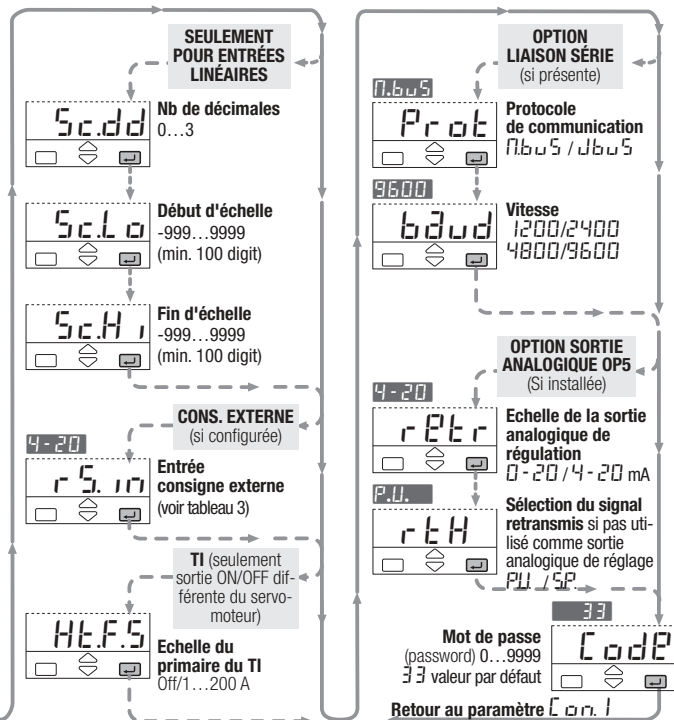 SEULEMENT
POUR ENTRÉES
LINÉAIRES
Sc.dd
Nb de décimales
0…3
Sc.Lo
Début d'échelle
-999…9999
(min. 100 digit)
Sc.Hi
Fin d'échelle
-999…9999
(min. 100 digit)
CONS. EXTERNE
(si configurée)
4-20
rS.in
Entrée
consigne externe
(voir tableau 3)
TI (seulement
sortie ON/OFF dif-
férente du servo-
moteur)
Ht.F.S
Echelle du
primaire du TI
Off/1…200 A
OPTION
LIAISON SÉRIE
(si présente)
M.buS
Prot
Protocole
de communication
M.buS / JbuS
9600
baud
Vitesse
1200/2400
4800/9600
OPTION SORTIE
ANALOGIQUE OP5
(Si installée)
4-20
rEtr
Echelle de la sortie
analogique de
régulation
0-20 / 4-20 mA
P.U.
rtH
Sélection du signal
retransmis si pas uti-
lisé comme sortie
analogique de réglage
P.U. / S.P.
33
Mot de passe
(password) 0…9999
33 valeur par défaut
CodE
Retour au paramètre Con.1